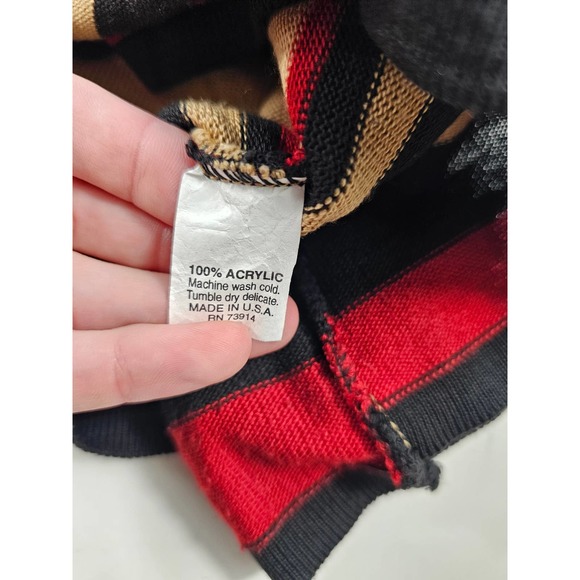 100% ACRYLIC
Machine wash cold.
Tumble dry delicate.
MADE IN U.S.A.
RN 73914